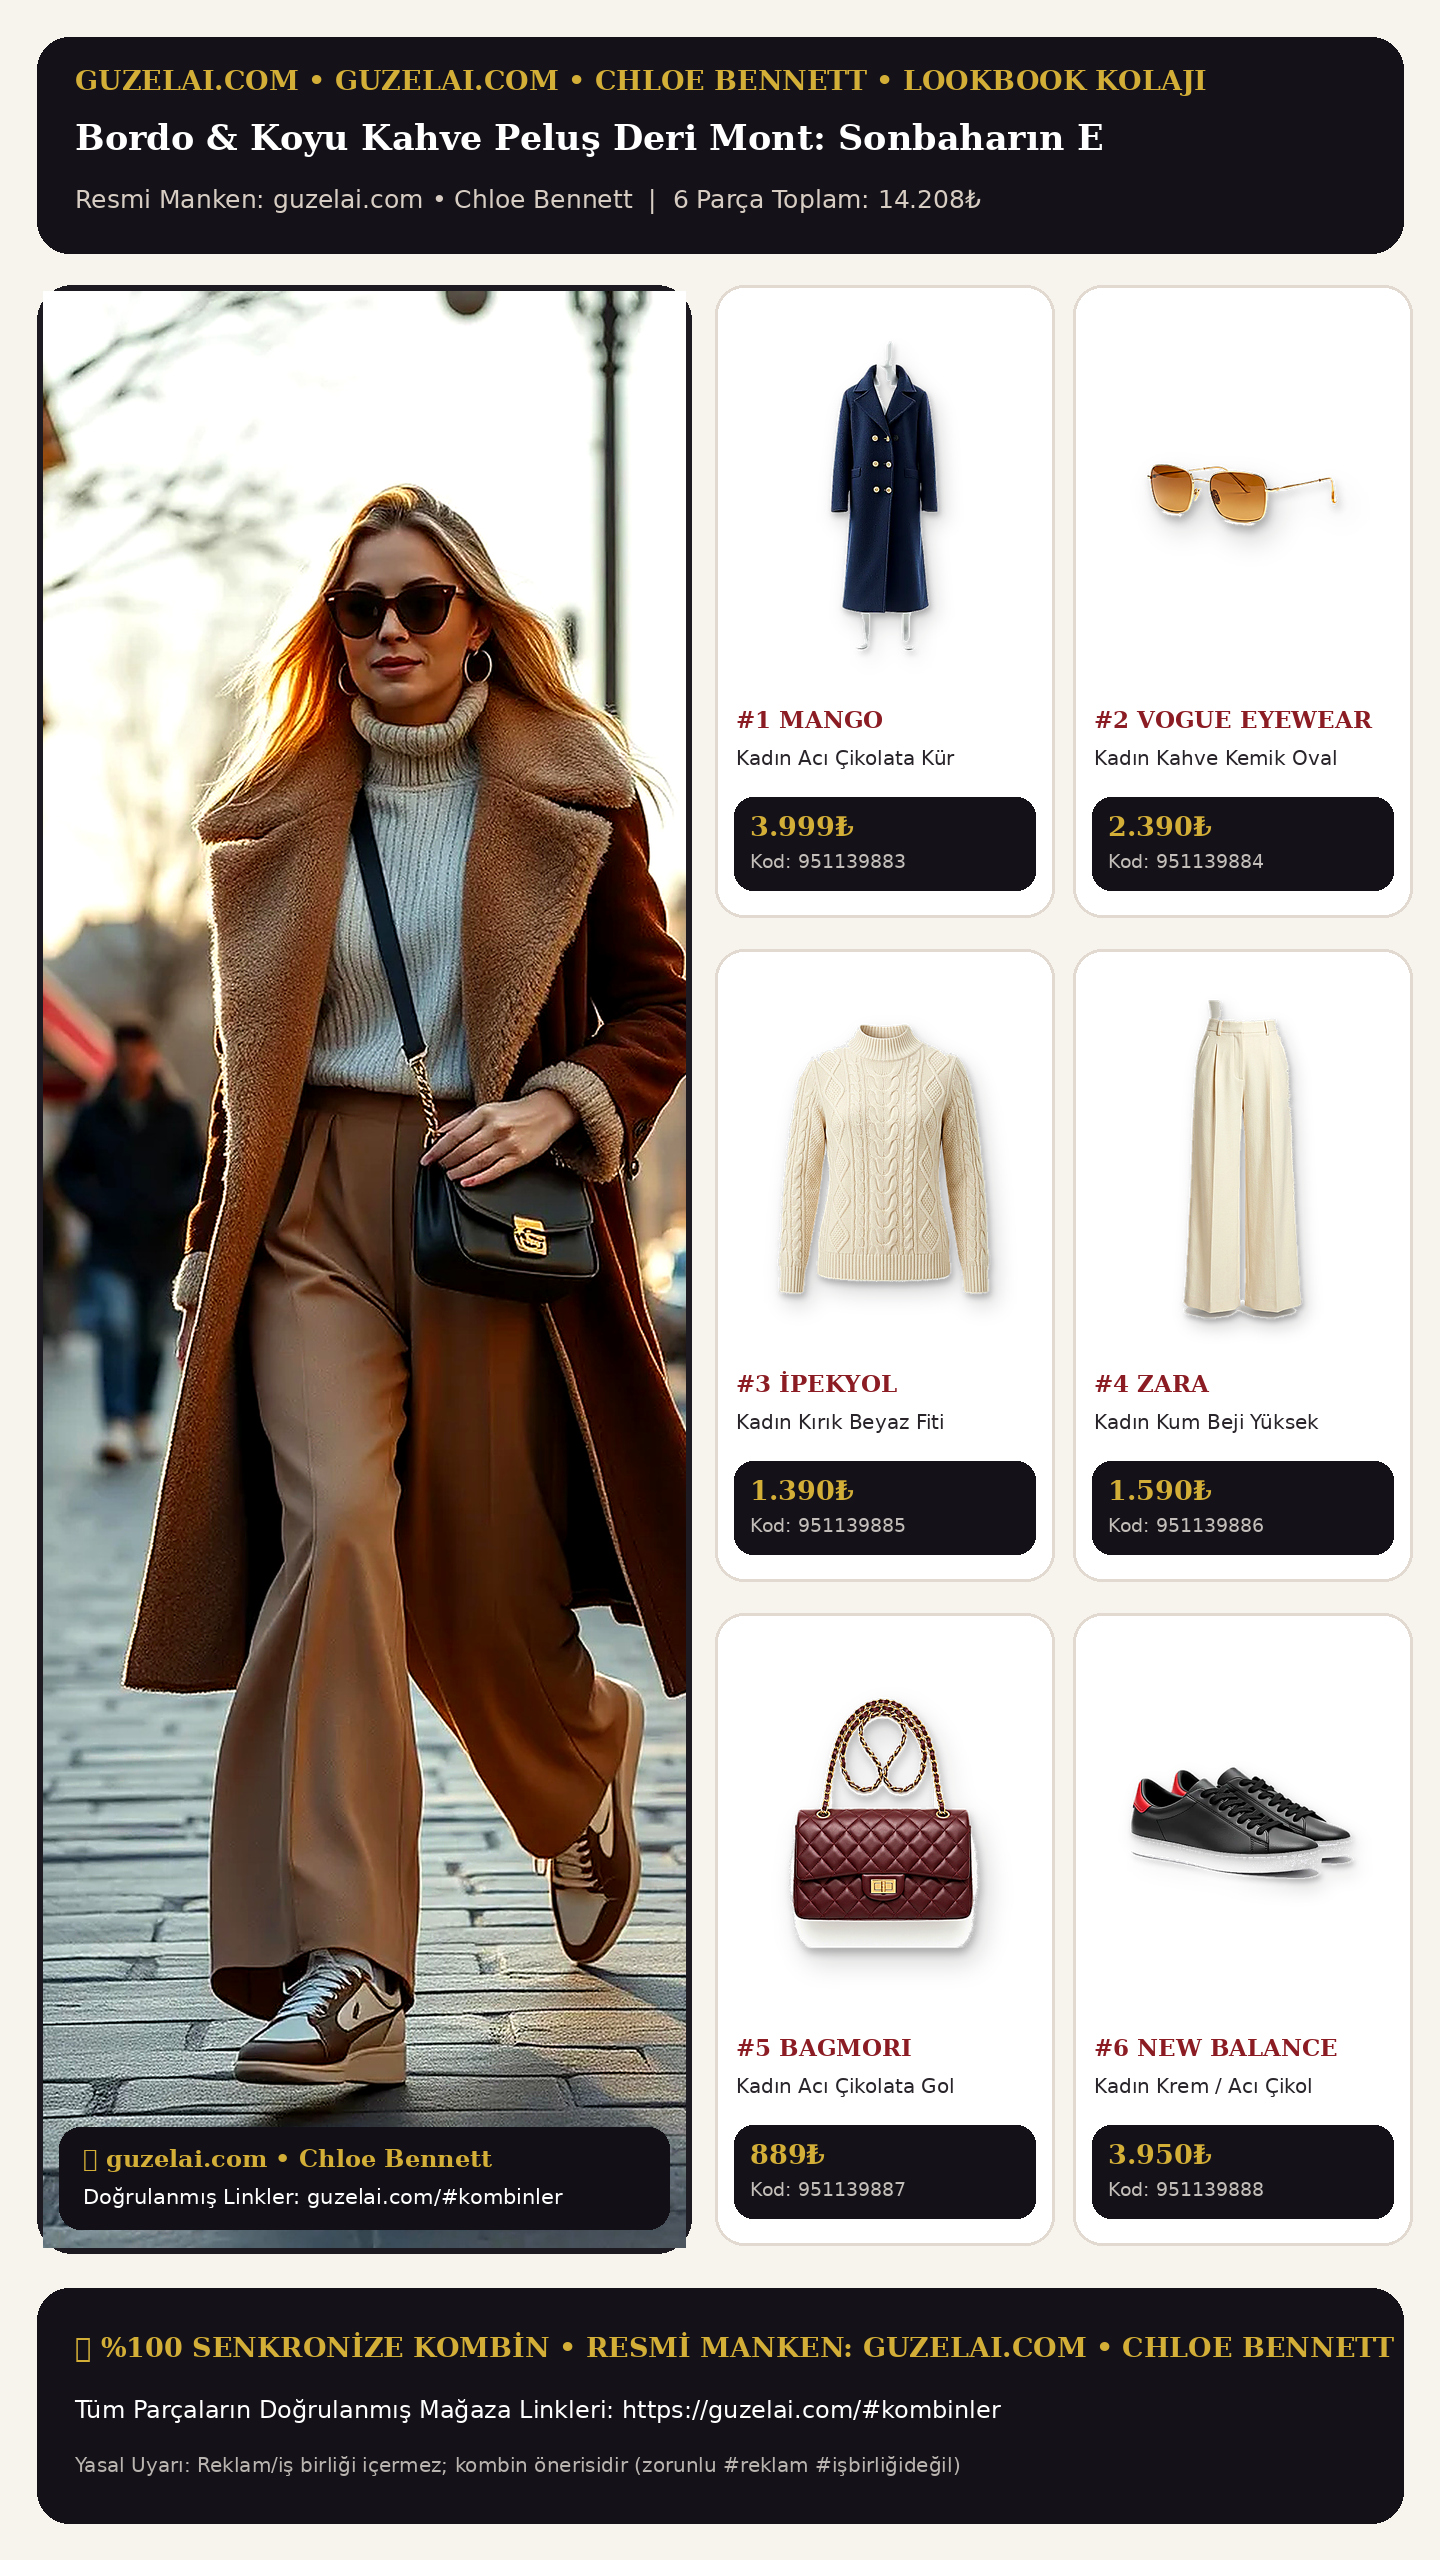 GUZELAI.COM • GUZELAI.COM • CHLOE BENNETT • LOOKBOOK KOLAJI
Bordo & Koyu Kahve Peluş Deri Mont: Sonbaharın E
Resmi Manken: guzelai.com • Chloe Bennett | 6 Parça Toplam: 14.208₺
#1 MANGO
Kadın Acı Çikolata Kür
3.999₺
Kod: 951139883
#2 VOGUE EYEWEAR
Kadın Kahve Kemik Oval
2.390₺
Kod: 951139884
#3 İPEKYOL
Kadın Kırık Beyaz Fiti
1.390₺
Kod: 951139885
#4 ZARA
Kadın Kum Beji Yüksek
1.590₺
Kod: 951139886
#5 BAGMORI
Kadın Acı Çikolata Gol
889₺
Kod: 951139887
#6 NEW BALANCE
Kadın Krem / Acı Çikol
3.950₺
Kod: 951139888
guzelai.com • Chloe Bennett
Doğrulanmış Linkler: guzelai.com/#kombinler
%100 SENKRONİZE KOMBİN • RESMİ MANKEN: GUZELAI.COM • CHLOE BENNETT
Tüm Parçaların Doğrulanmış Mağaza Linkleri: https://guzelai.com/#kombinler
Yasal Uyarı: Reklam/iş birliği içermez; kombin önerisidir (zorunlu #reklam #işbirliğideğil)